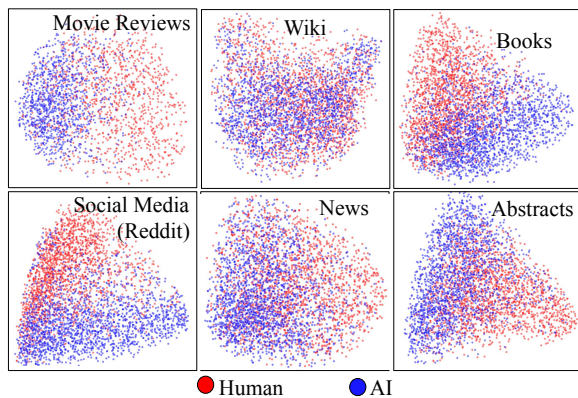 Movie Reviews
Wiki
Books
Social Media
(Reddit)
News
Abstracts
Human
AI